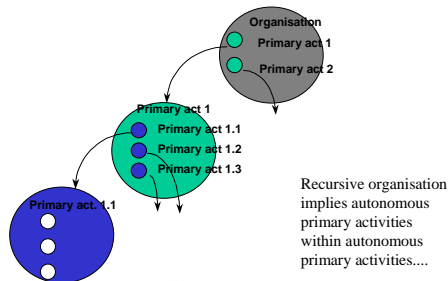 Organisation
Primary act 1
Primary act 2
Primary act 1
Primary act 1.1
Primary act 1.2
Primary act 1.3
Primary act. 1.1
Recursive organisation
implies autonomous
primary activities
within autonomous
primary activities....